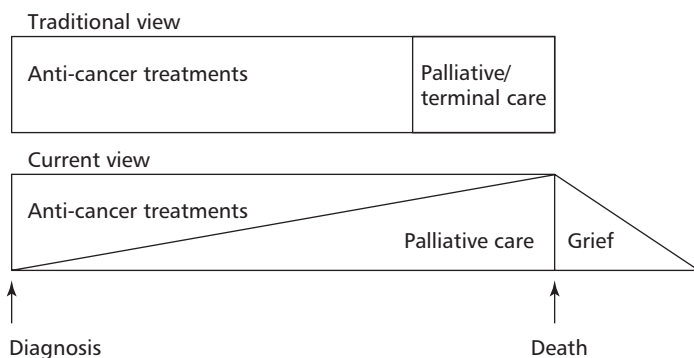 Traditional view
Anti-cancer treatments
Palliative/
terminal care
Current view
Anti-cancer treatments
Palliative care
Grief
Diagnosis
Death